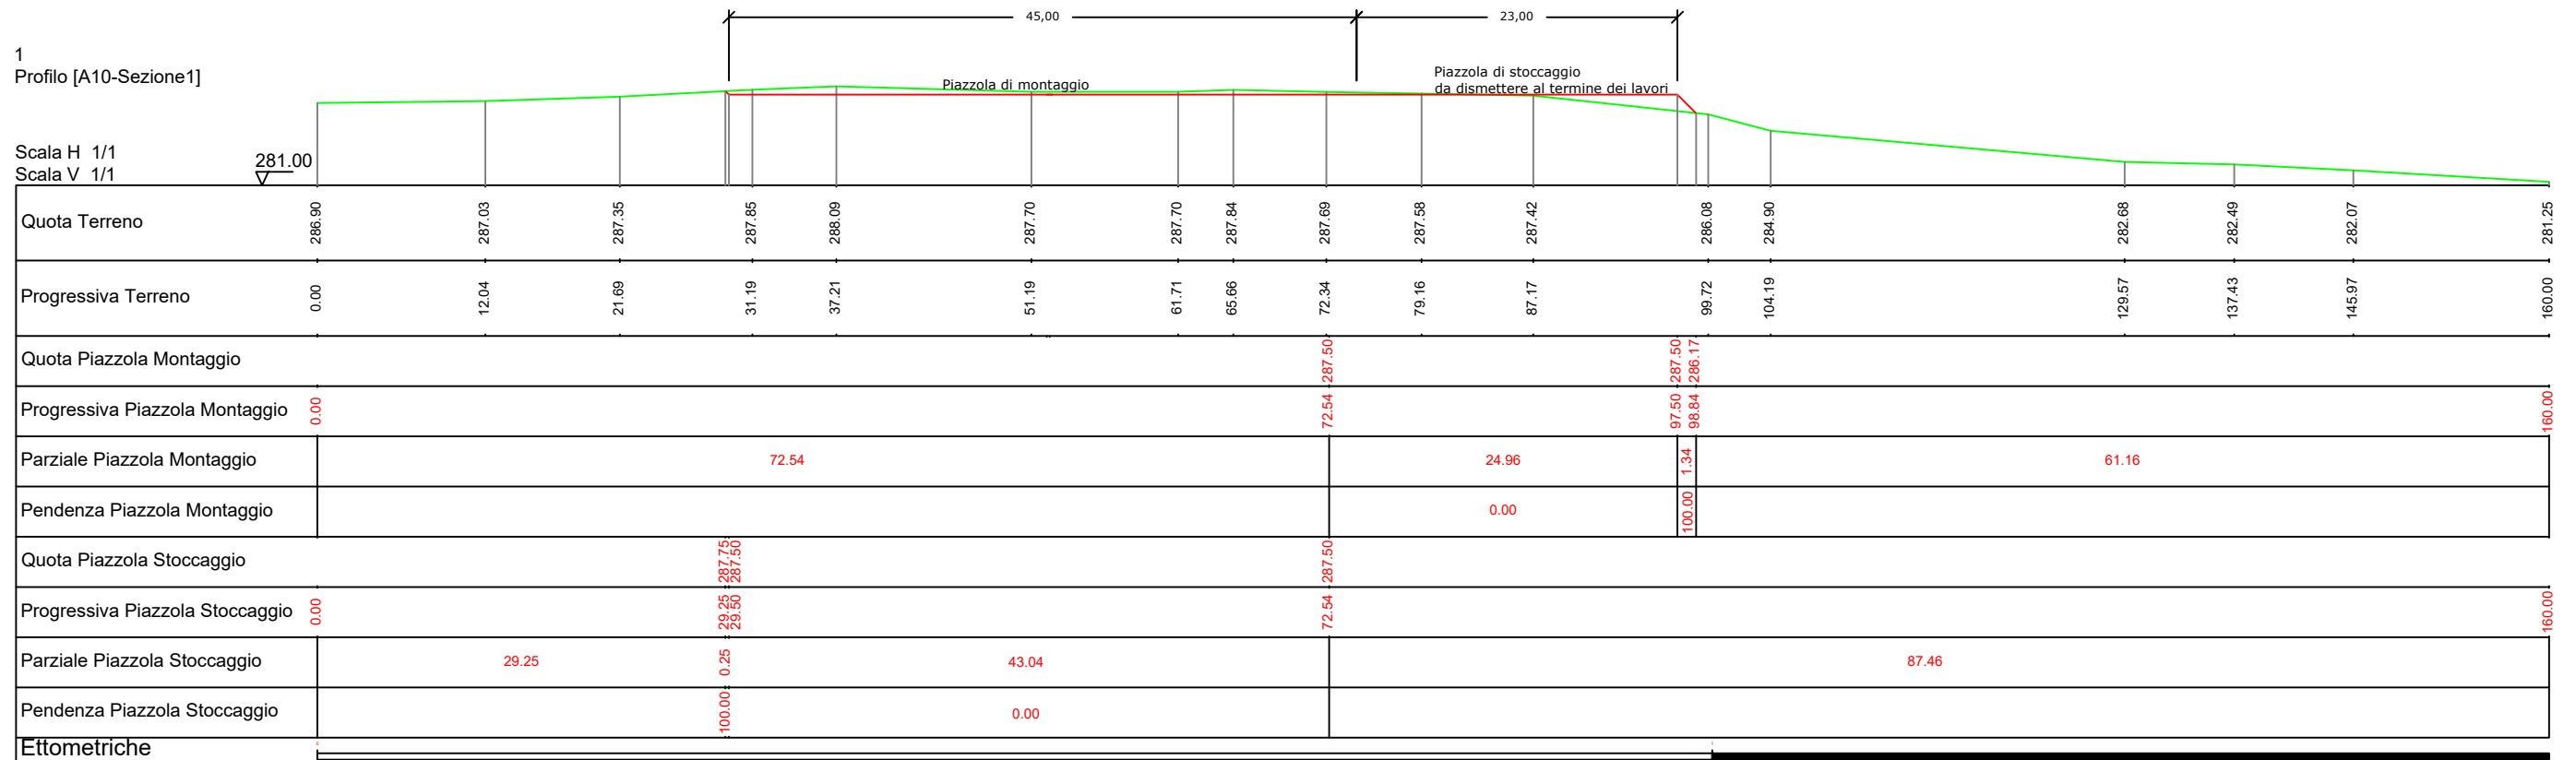 45,00
23,00
1
Profilo [A10-Sezione1]
Piazzola di montaggio
Piazzola di stoccaggio
da dismettere al termine dei lavori
Scala H 1/1
Scala V 1/1
281.00
Quota Terreno 286.90 287.03 287.35 287.85 288.09 287.70 287.70 287.84 287.69 287.58 287.42 286.08 284.90 282.68 282.49 282.07 281.25
Progressiva Terreno 0.00 12.04 21.69 31.19 37.21 51.19 61.71 65.66 72.34 79.16 87.17 99.72 104.19 129.57 137.43 145.97 160.00
Quota Piazzola Montaggio 287.50 287.50 286.17
Progressiva Piazzola Montaggio 0.00 72.54 97.50 98.84 160.00
Parziale Piazzola Montaggio 72.54 24.96 1.34 61.16
Pendenza Piazzola Montaggio 0.00 100.00
Quota Piazzola Stoccaggio 287.75 287.50 287.50
Progressiva Piazzola Stoccaggio 0.00 29.25 29.50 72.54 160.00
Parziale Piazzola Stoccaggio 29.25 0.25 43.04 87.46
Pendenza Piazzola Stoccaggio 100.00 0.00
Ettometriche